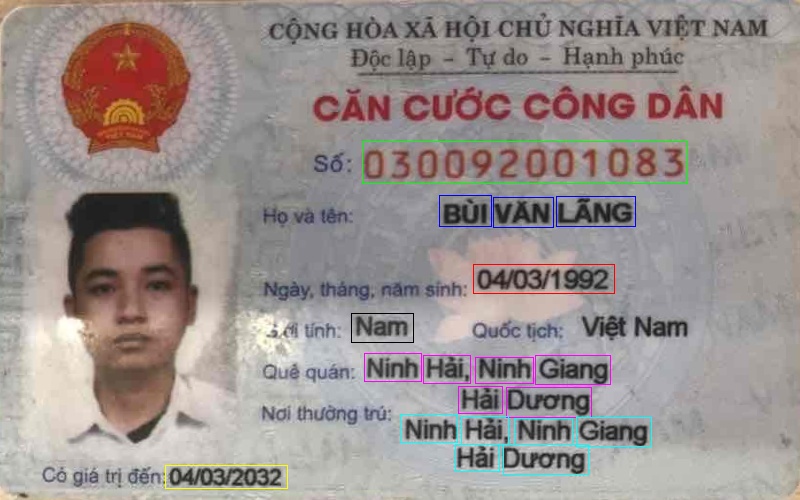 CỘNG HÒA XÃ HỘI CHỦ NGHĨA VIỆT NAM
Độc lập - Tự do - Hạnh phúc
CĂN CƯỚC CÔNG DÂN
Số: 030092001083
Họ và tên: BÙI VĂN LÃNG
Ngày, tháng, năm sinh: 04/03/1992
Giới tính: Nam Quốc tịch: Việt Nam
Quê quán: Ninh Hải, Ninh Giang
Hải Dương
Nơi thường trú: Ninh Hải, Ninh Giang
Hải Dương
Có giá trị đến: 04/03/2032